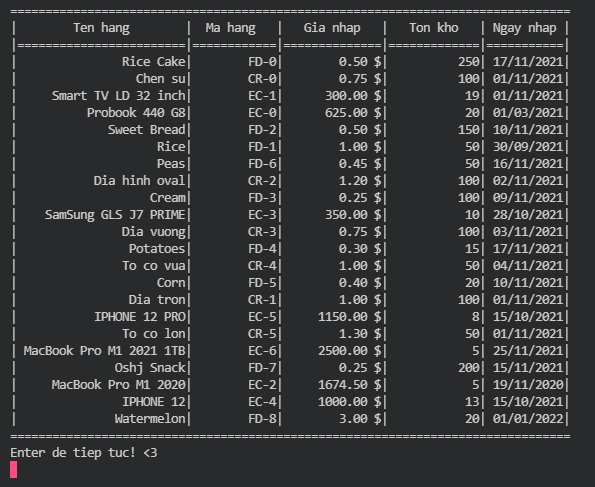 ================================================================================
|        Ten hang        |  Ma hang   |   Gia nhap   |   Ton kho   | Ngay nhap |
|========================|============|==============|=============|===========|
|               Rice Cake|        FD-0|        0.50 $|          250| 17/11/2021|
|                 Chen su|        CR-0|        0.75 $|          100| 01/11/2021|
|     Smart TV LD 32 inch|        EC-1|      300.00 $|           19| 01/11/2021|
|          Probook 440 G8|        EC-0|      625.00 $|           20| 01/03/2021|
|             Sweet Bread|        FD-2|        0.50 $|          150| 10/11/2021|
|                    Rice|        FD-1|        1.00 $|           50| 30/09/2021|
|                    Peas|        FD-6|        0.45 $|           50| 16/11/2021|
|           Dia hinh oval|        CR-2|        1.20 $|          100| 02/11/2021|
|                   Cream|        FD-3|        0.25 $|          100| 09/11/2021|
|    SamSung GLS J7 PRIME|        EC-3|      350.00 $|           10| 28/10/2021|
|               Dia vuong|        CR-3|        0.75 $|          100| 03/11/2021|
|                Potatoes|        FD-4|        0.30 $|           15| 17/11/2021|
|               To co vua|        CR-4|        1.00 $|           50| 04/11/2021|
|                    Corn|        FD-5|        0.40 $|           20| 10/11/2021|
|                Dia tron|        CR-1|        1.00 $|          100| 01/11/2021|
|           IPHONE 12 PRO|        EC-5|     1150.00 $|            8| 15/10/2021|
|               To co lon|        CR-5|        1.30 $|           50| 01/11/2021|
| MacBook Pro M1 2021 1TB|        EC-6|     2500.00 $|            5| 25/11/2021|
|              Oshj Snack|        FD-7|        0.25 $|          200| 15/11/2021|
|     MacBook Pro M1 2020|        EC-2|     1674.50 $|            5| 19/11/2020|
|               IPHONE 12|        EC-4|     1000.00 $|           13| 15/10/2021|
|              Watermelon|        FD-8|        3.00 $|           20| 01/01/2022|
================================================================================
Enter de tiep tuc! <3